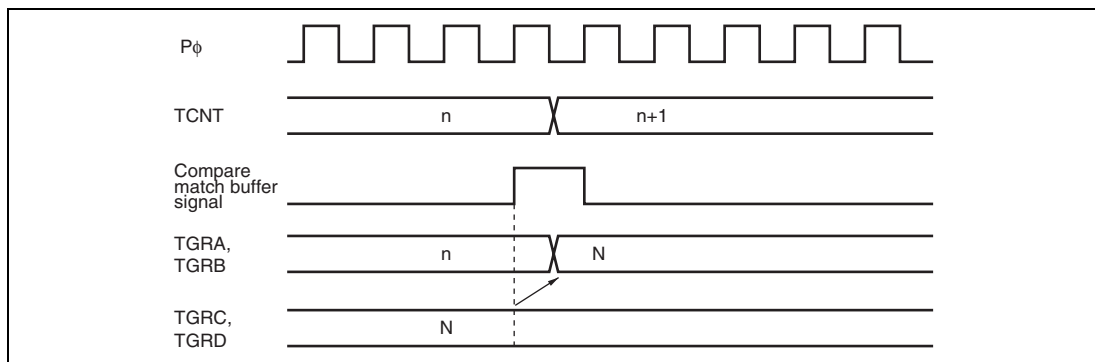 Pϕ
TCNT
n
n+1
Compare
match buffer
signal
TGRA,
TGRB
n
N
TGRC,
TGRD
N